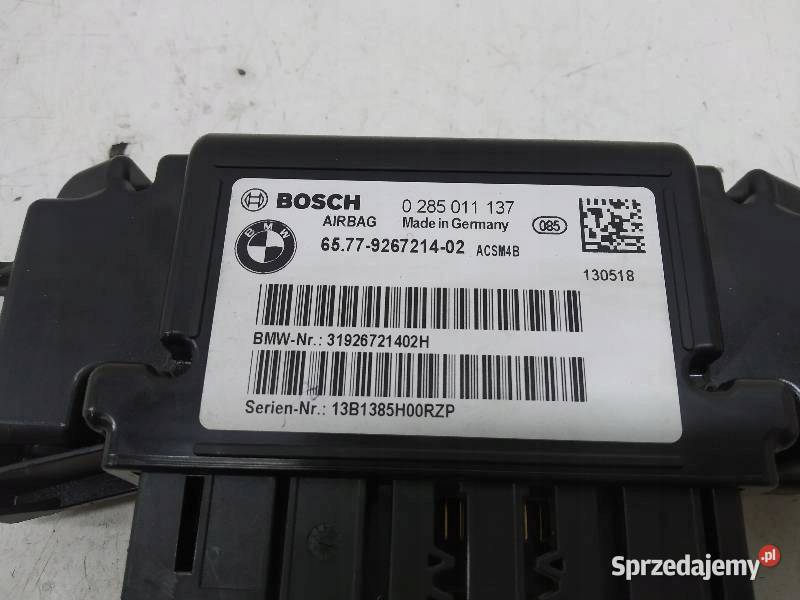 BOSCH 0 285 011 137
AIRBAG Made in Germany 085
BMW 65.77-9267214-02 ACSM4B
130518
BMW-Nr.: 31926721402H
Serien-Nr.: 13B1385H00RZP
Sprzedajemy.pl